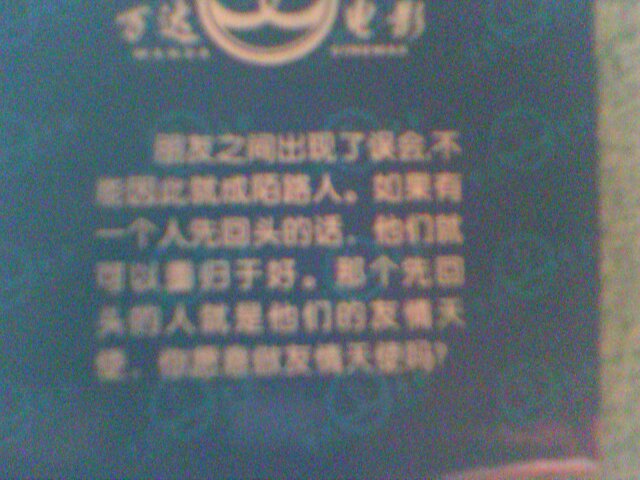 万达 电影
WANDA CINEMAS
朋友之间出现了误会,不
能因此就成陌路人。如果有
一个人先回头的话，他们就
可以重归于好。那个先回
头的人就是他们的友情天
使，你愿意做友情天使吗?